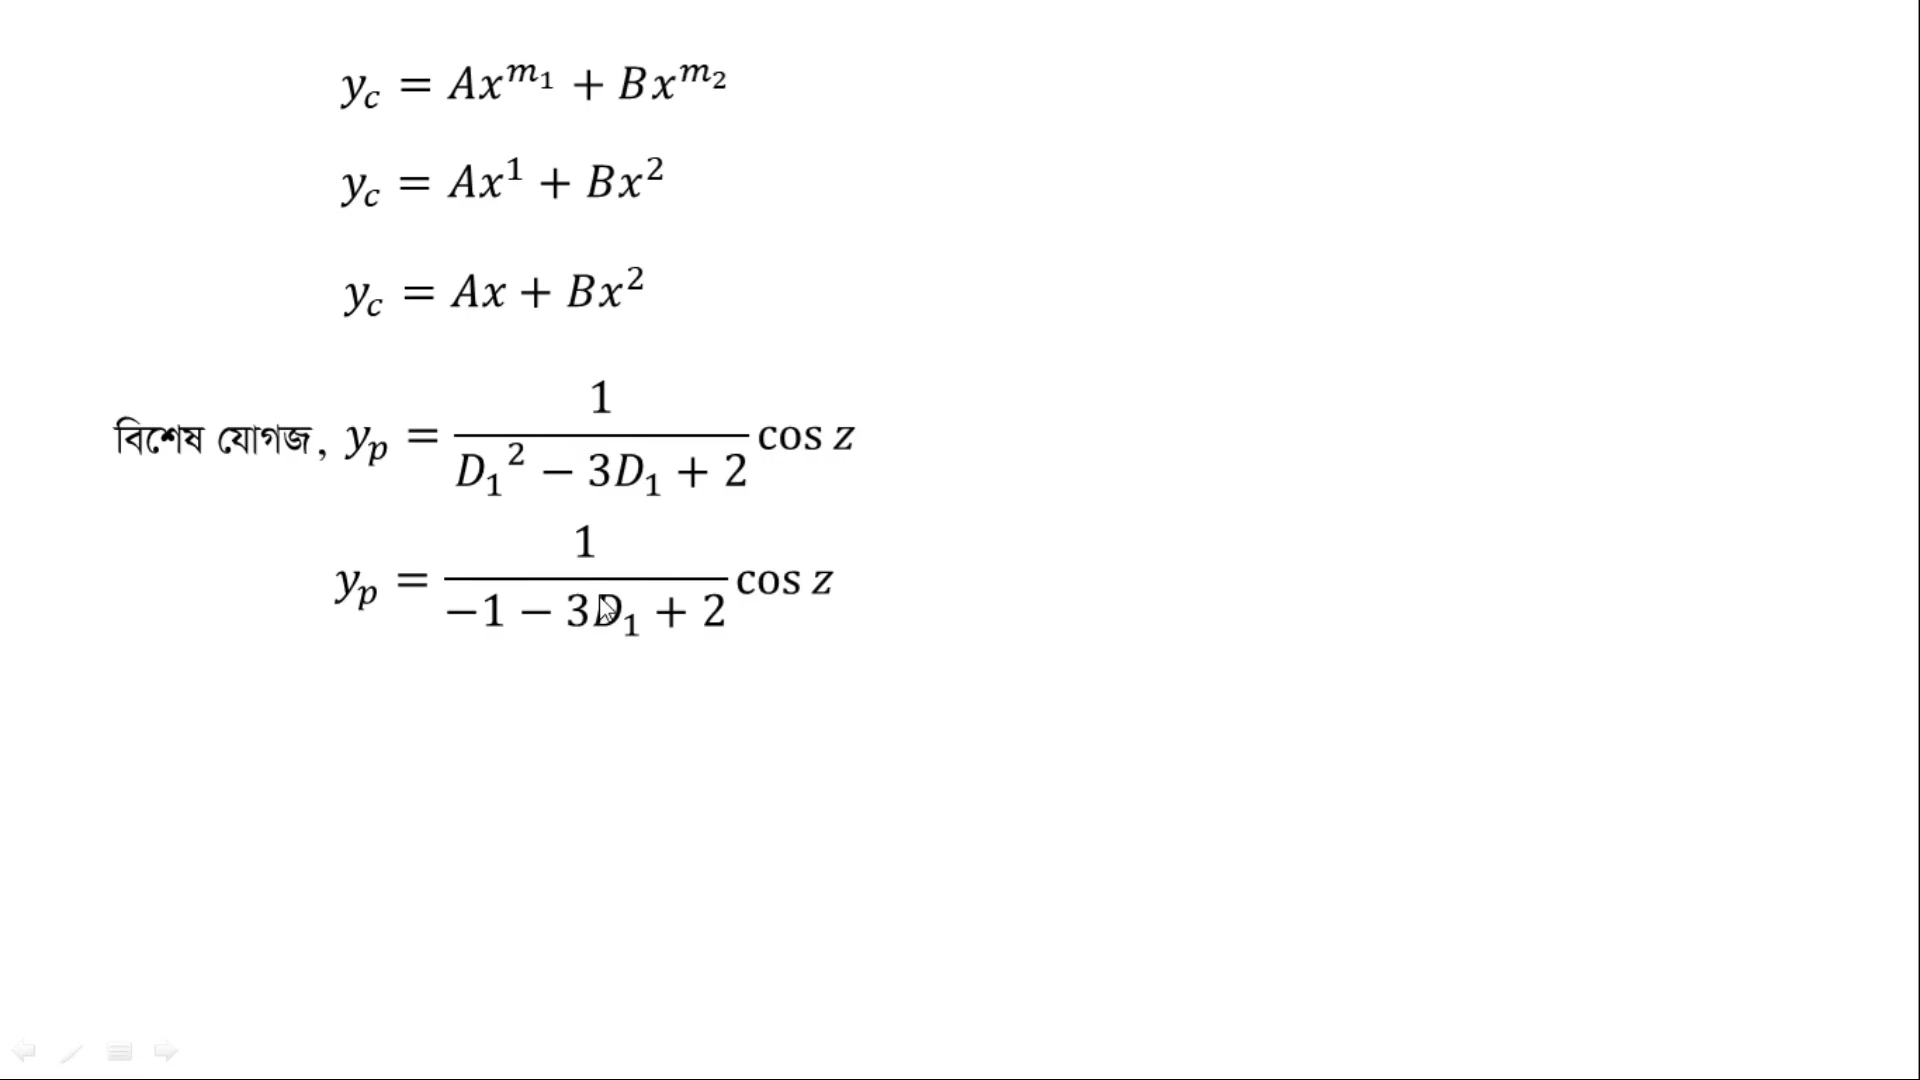 y_c = Ax^{m_1} + Bx^{m_2}
y_c = Ax^1 + Bx^2
y_c = Ax + Bx^2
বিশেষ যোগজ, y_p = \frac{1}{D_1^2 - 3D_1 + 2} cos z
y_p = \frac{1}{-1 - 3D_1 + 2} cos z